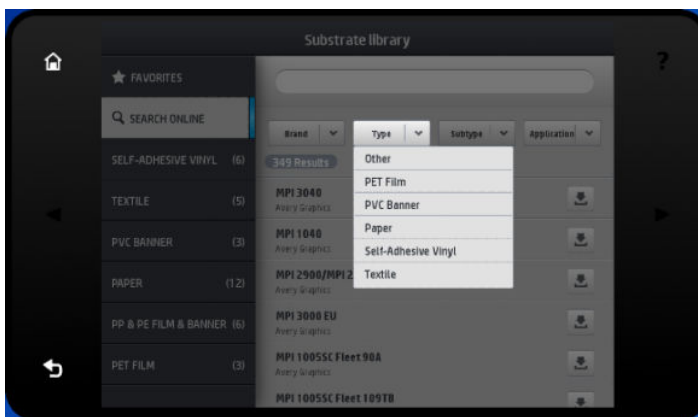 Substrate library
?
FAVORITES
SEARCH ONLINE
SELF-ADHESIVE VINYL (6)
TEXTILE (5)
PVC BANNER (3)
PAPER (12)
PP & PE FILM & BANNER (6)
PET FILM (3)
Brand
Type
Subtype
Application
349 Results
Other
PET Film
PVC Banner
Paper
Self-Adhesive Vinyl
Textile
MPI 3040
Avery Graphics
MPI 1040
Avery Graphics
MPI 2900/MPI 2
Avery Graphics
MPI 3000 EU
Avery Graphics
MPI 1005SC Fleet 90A
Avery Graphics
MPI 1005SC Fleet 109TB